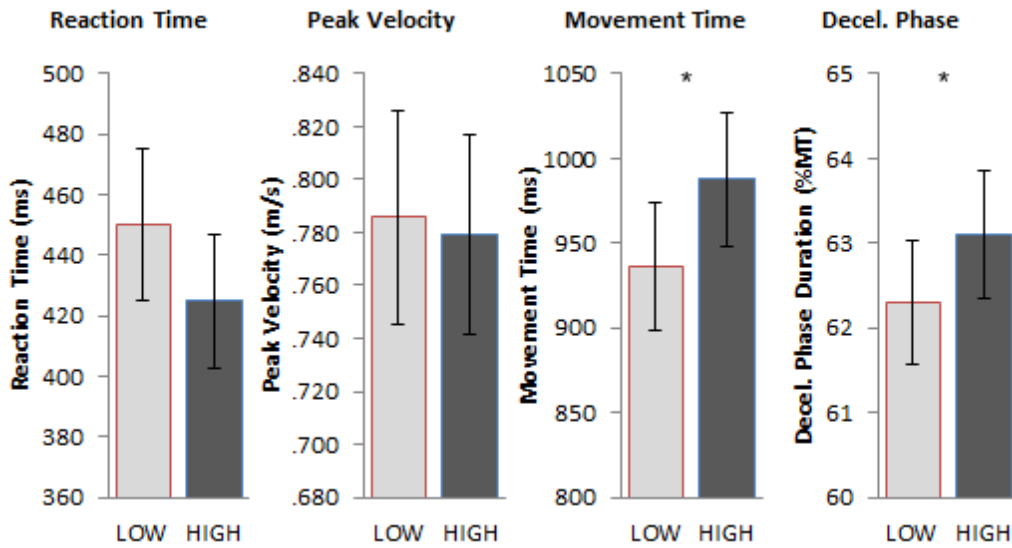 Reaction Time
Peak Velocity
Movement Time
Decel. Phase
Reaction Time (ms)
500
480
460
440
420
400
380
360
LOW HIGH
Peak Velocity (m/s)
.840
.820
.800
.780
.760
.740
.720
.700
.680
LOW HIGH
Movement Time (ms)
1050
1000
950
900
850
800
*
LOW HIGH
Decel. Phase Duration (%MT)
65
64
63
62
61
60
*
LOW HIGH